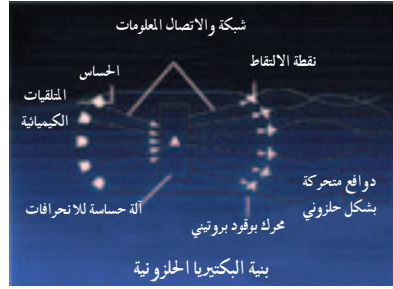 شبكة والاتصال المعلومات
نقطة الالتقاط
الحساس
المتلقيات
الكيميائية
دوافع متحركة
بشكل حلزوني
آلة حساسة للانحرافات
محرك بوقود بروتيني
بنية البكتيريا الحلزونية